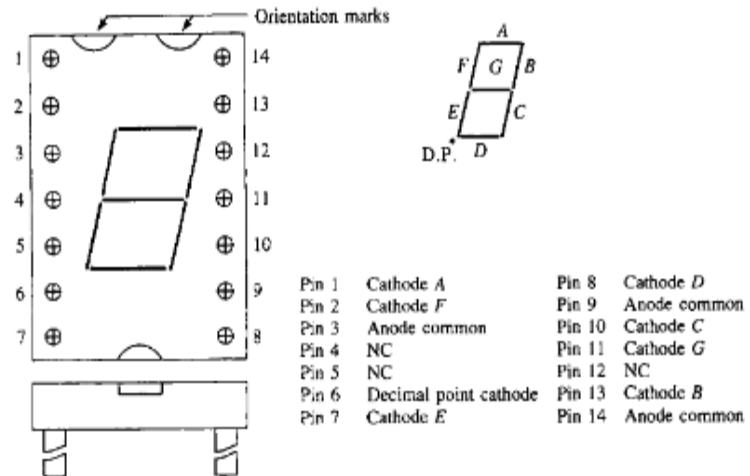 Orientation marks
1
14
2
13
3
12
4
11
5
10
6
9
7
8
A
F
G
B
E
C
D.P.
D
Pin 1 Cathode A
Pin 2 Cathode F
Pin 3 Anode common
Pin 4 NC
Pin 5 NC
Pin 6 Decimal point cathode
Pin 7 Cathode E
Pin 8 Cathode D
Pin 9 Anode common
Pin 10 Cathode C
Pin 11 Cathode G
Pin 12 NC
Pin 13 Cathode B
Pin 14 Anode common